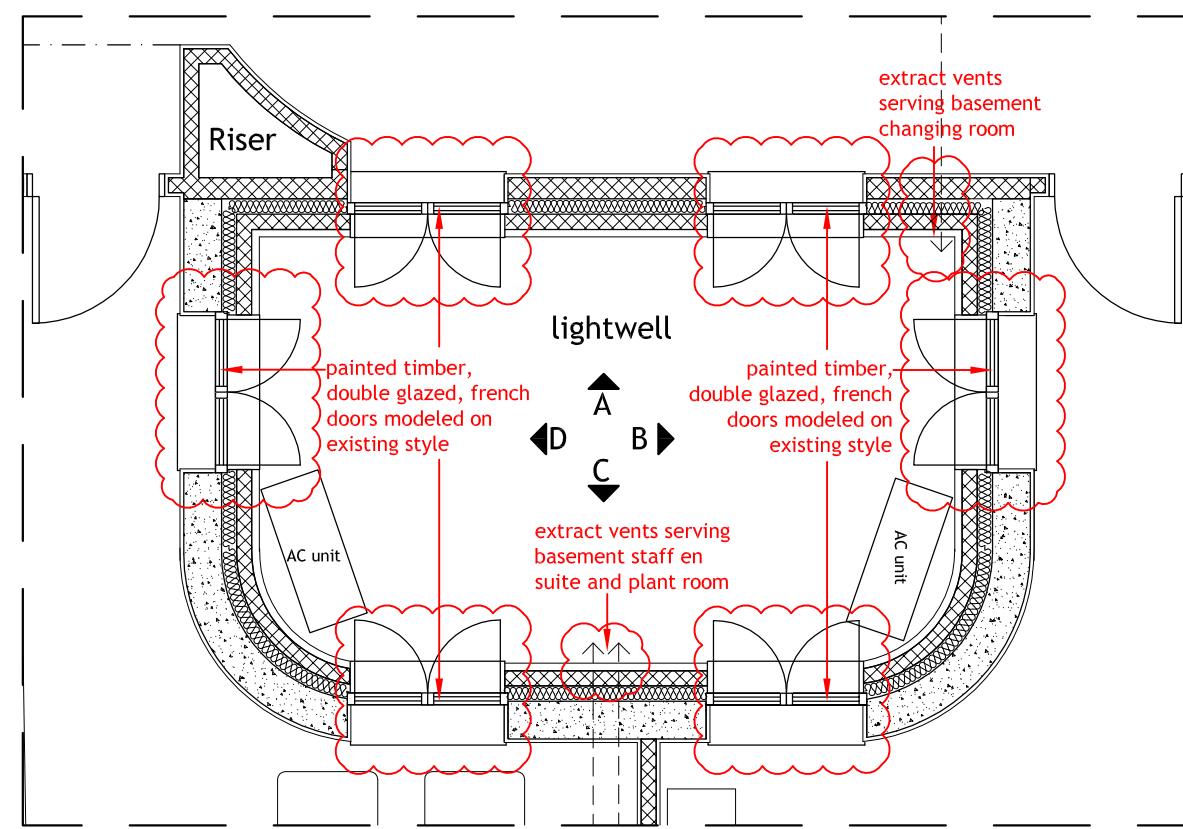 extract vents
serving basement
changing room
Riser
lightwell
painted timber,
double glazed, french
doors modeled on
existing style
painted timber,
double glazed, french
doors modeled on
existing style
A
D
B
C
extract vents serving
basement staff en
suite and plant room
AC unit
AC unit